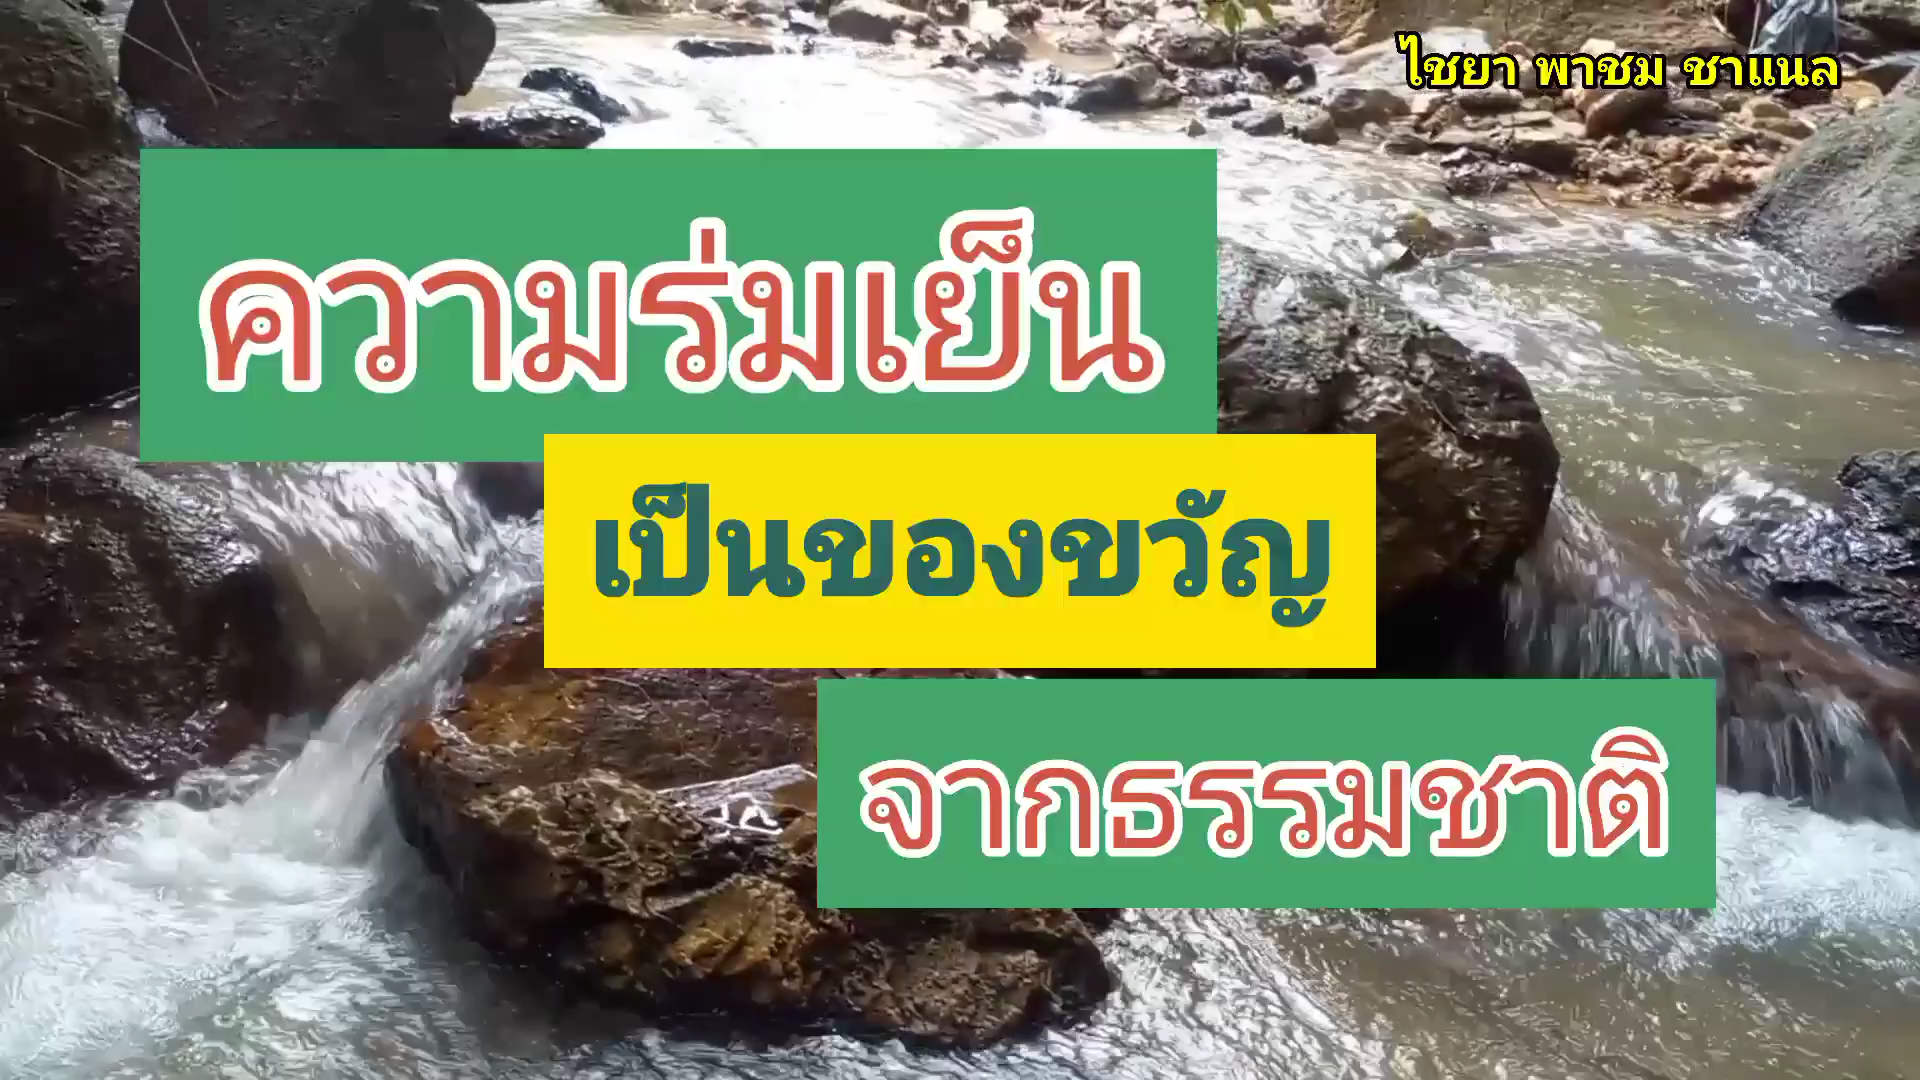 ไชยา พาชม ชาแนล
ความร่มเย็น
เป็นของขวัญ
จากธรรมชาติ